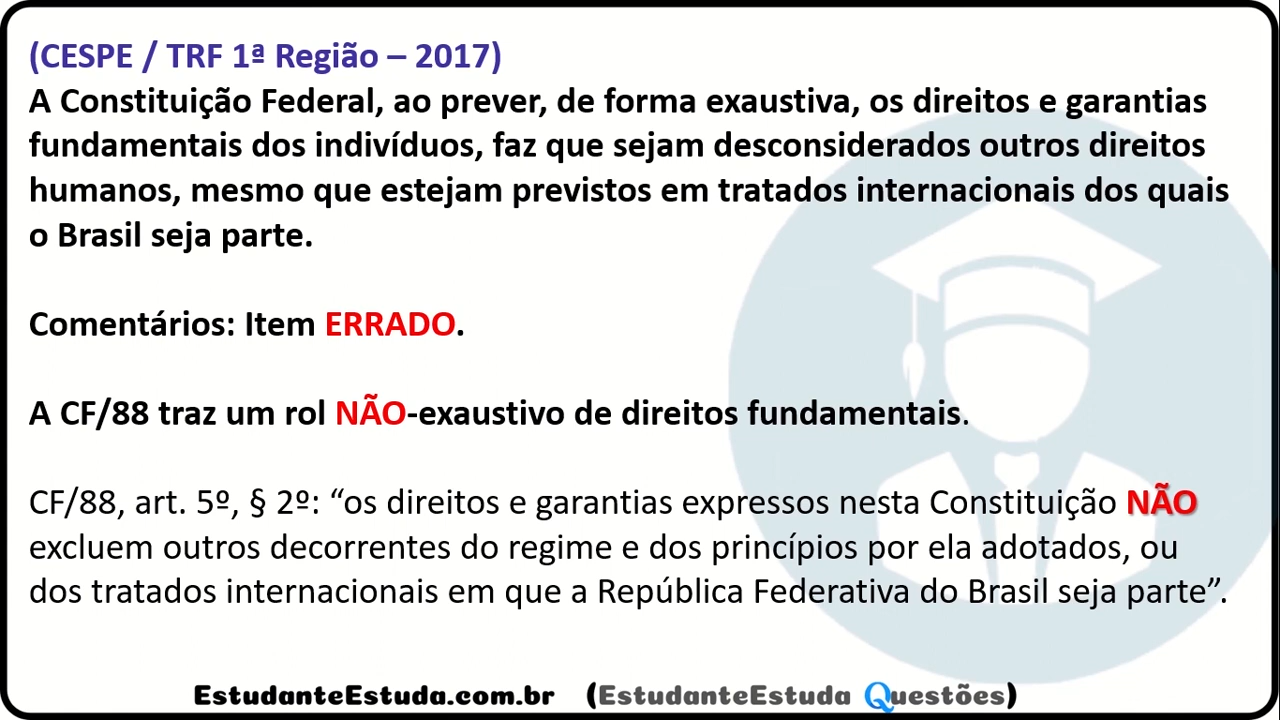 (CESPE / TRF 1ª Região – 2017)
A Constituição Federal, ao prever, de forma exaustiva, os direitos e garantias
fundamentais dos indivíduos, faz que sejam desconsiderados outros direitos
humanos, mesmo que estejam previstos em tratados internacionais dos quais
o Brasil seja parte.
Comentários: Item ERRADO.
A CF/88 traz um rol NÃO-exaustivo de direitos fundamentais.
CF/88, art. 5º, § 2º: “os direitos e garantias expressos nesta Constituição NÃO
excluem outros decorrentes do regime e dos princípios por ela adotados, ou
dos tratados internacionais em que a República Federativa do Brasil seja parte”.
EstudanteEstuda.com.br (EstudanteEstuda Questões)